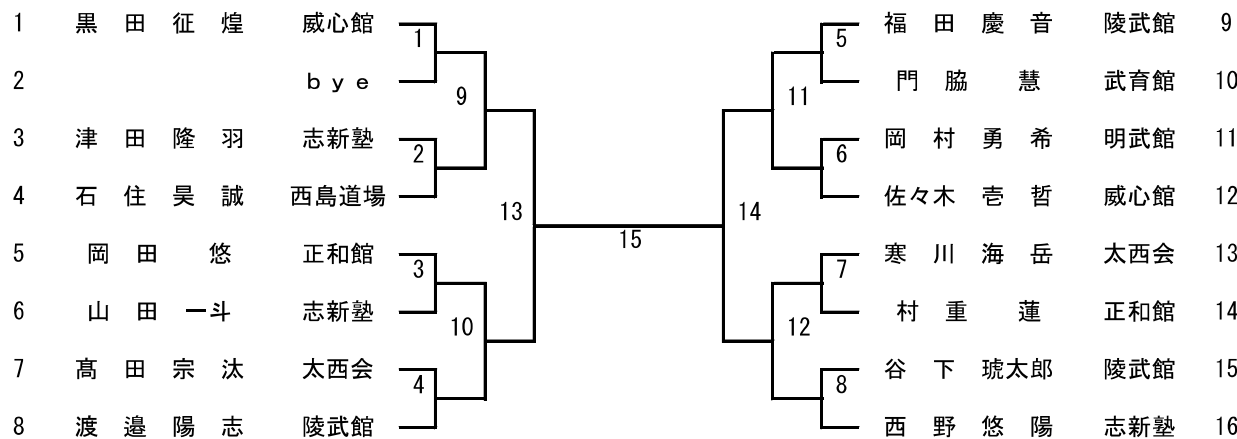 1 黒田征煌 威心館 1 5 福田慶音 陵武館 9
2 ｂｙｅ 9 11 門脇慧 武育館 10
3 津田隆羽 志新塾 2 6 岡村勇希 明武館 11
4 石住昊誠 西島道場 13 14 佐々木壱哲 威心館 12
15
5 岡田悠 正和館 3 7 寒川海岳 太西会 13
6 山田一斗 志新塾 10 12 村重蓮 正和館 14
7 髙田宗汰 太西会 4 8 谷下琥太郎 陵武館 15
8 渡邉陽志 陵武館 西野悠陽 志新塾 16